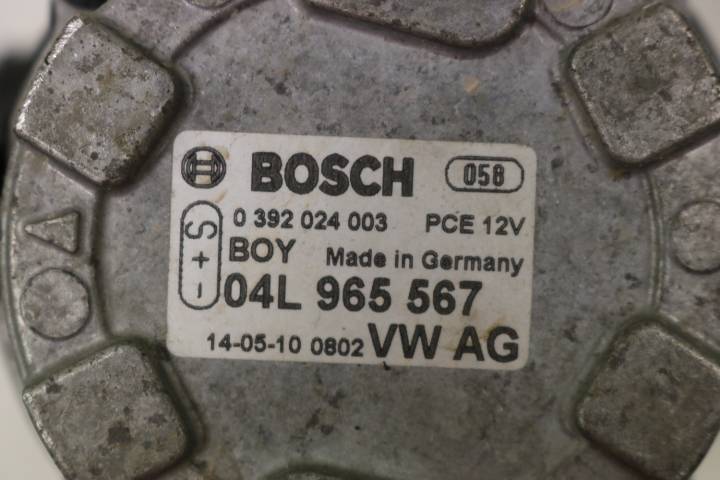 BOSCH 058
0 392 024 003 PCE 12V
S + -
BOY Made in Germany
04L 965 567
14-05-10 0802 VW AG